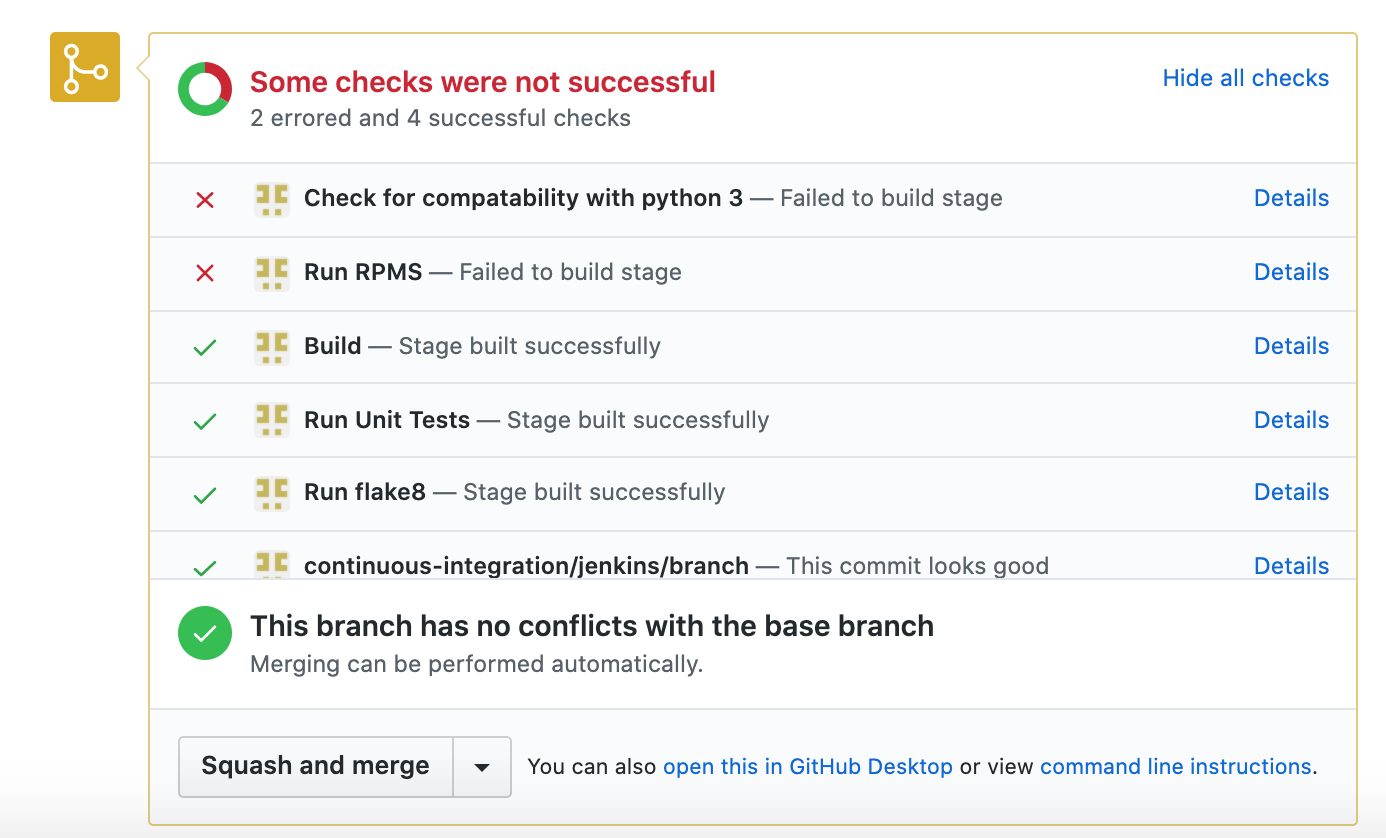 Some checks were not successful
Hide all checks
2 errored and 4 successful checks
Check for compatability with python 3 — Failed to build stage
Details
Run RPMS — Failed to build stage
Details
Build — Stage built successfully
Details
Run Unit Tests — Stage built successfully
Details
Run flake8 — Stage built successfully
Details
continuous-integration/jenkins/branch — This commit looks good
Details
This branch has no conflicts with the base branch
Merging can be performed automatically.
Squash and merge
You can also open this in GitHub Desktop or view command line instructions.